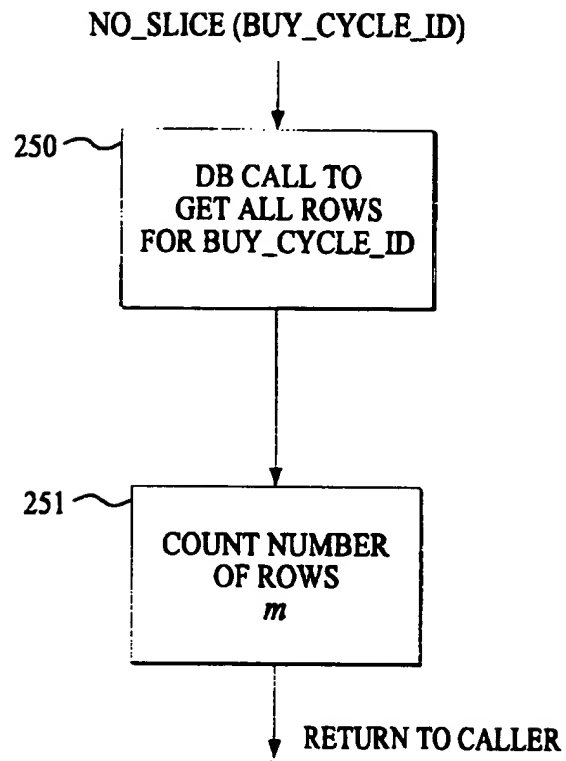 NO_SLICE (BUY_CYCLE_ID)
250
DB CALL TO
GET ALL ROWS
FOR BUY_CYCLE_ID
251
COUNT NUMBER
OF ROWS
m
RETURN TO CALLER